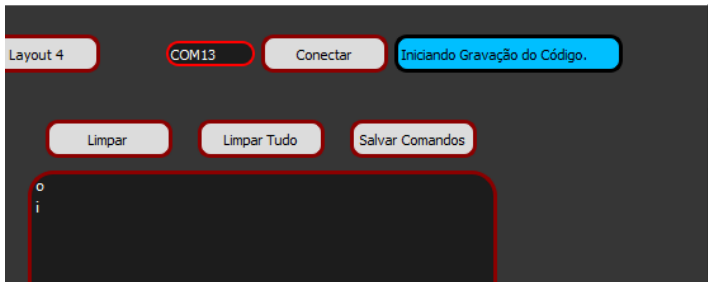 Layout 4
COM13
Conectar
Iniciando Gravação do Código.
Limpar
Limpar Tudo
Salvar Comandos
o
i